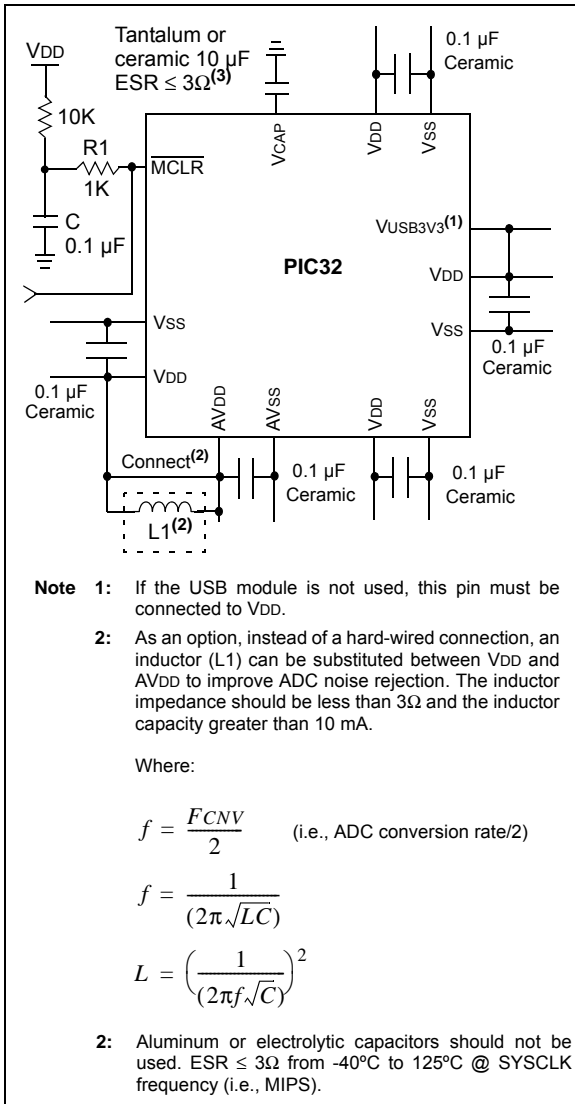 Tantalum or
ceramic 10 µF
ESR ≤ 3Ω(3)
VDD
10K
R1
1K
C
0.1 µF
0.1 µF
Ceramic
MCLR
VCAP
VDD
VSS
VUSB3V3(1)
PIC32
VDD
VSS
0.1 µF
Ceramic
VSS
VDD
0.1 µF
Ceramic
AVDD
AVSS
VDD
VSS
Connect(2)
L1(2)
0.1 µF
Ceramic
0.1 µF
Ceramic
Note 1: If the USB module is not used, this pin must be
connected to VDD.
2: As an option, instead of a hard-wired connection, an
inductor (L1) can be substituted between VDD and
AVDD to improve ADC noise rejection. The inductor
impedance should be less than 3Ω and the inductor
capacity greater than 10 mA.
Where:
f = FCNV / 2 (i.e., ADC conversion rate/2)
f = 1 / (2π√LC)
L = (1 / (2πf√C))²
2: Aluminum or electrolytic capacitors should not be
used. ESR ≤ 3Ω from -40ºC to 125ºC @ SYSCLK
frequency (i.e., MIPS).